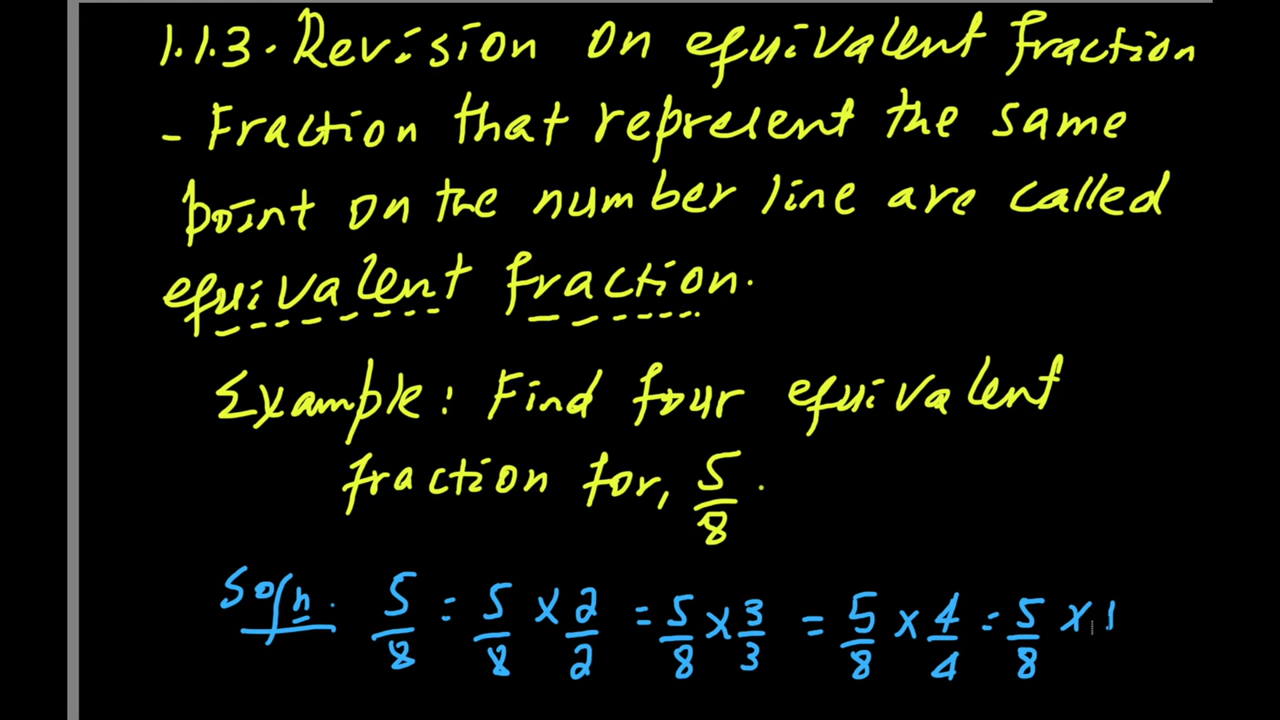 1.1.3. Revision on equivalent fraction
- Fraction that represent the same
point on the number line are called
equivalent fraction.
Example: Find four equivalent
fraction for, 5/8.
Soln. 5/8 = 5/8 × 2/2 = 5/8 × 3/3 = 5/8 × 4/4 = 5/8 ×